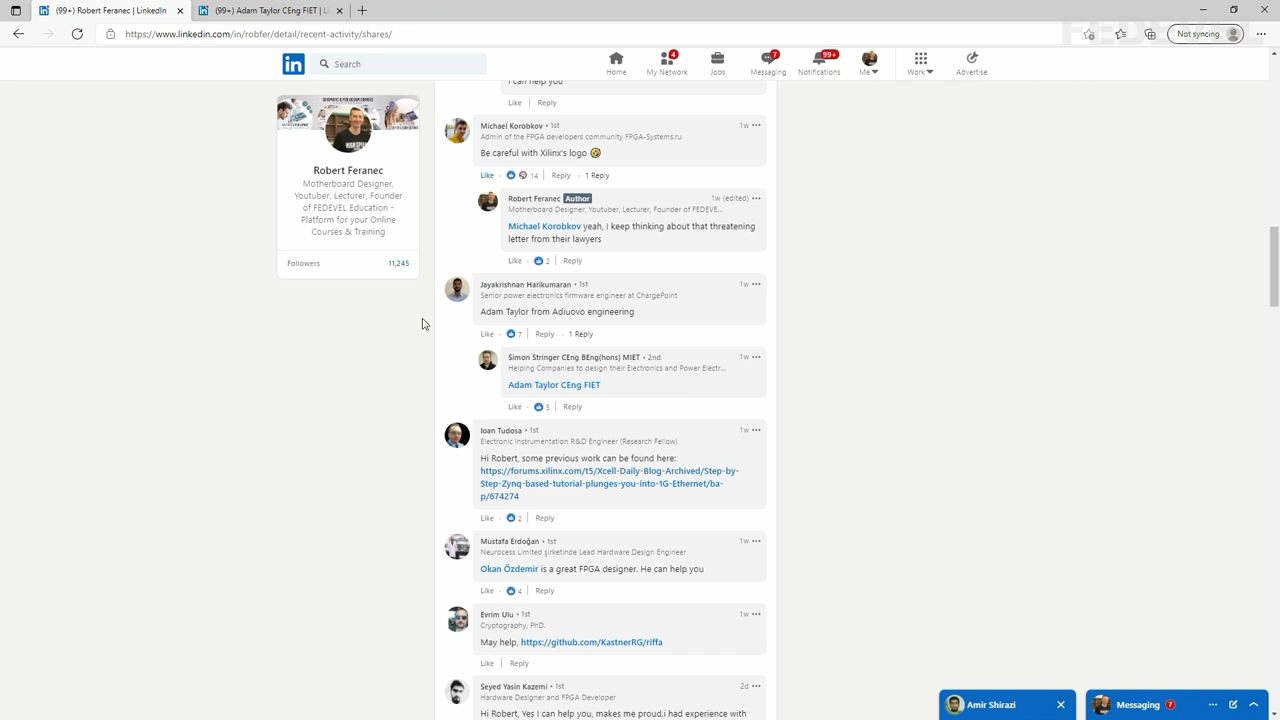 (99+) Robert Feranec | LinkedIn
(99+) Adam Taylor CEng FIET | L
https://www.linkedin.com/in/robfer/detail/recent-activity/shares/
Not syncing
FEDEVEL
in
Search
Home
4
My Network
Jobs
7
Messaging
99+
Notifications
Me
Work
Advertise
Robert Feranec
Motherboard Designer,
Youtuber, Lecturer, Founder
of FEDEVEL Education -
Platform for your Online
Courses & Training
Followers 11,245
I can help you
Like | Reply
Michael Korobkov • 1st 1w •••
Admin of the FPGA developers community FPGA-Systems.ru
Be careful with Xilinx's logo 🤣
Like · 14 | Reply · 1 Reply
Robert Feranec Author 1w (edited) •••
Motherboard Designer, Youtuber, Lecturer, Founder of FEDEVE...
Michael Korobkov yeah, I keep thinking about that threatening
letter from their lawyers
Like · 2 | Reply
Jayakrishnan Harikumaran • 1st 1w •••
Senior power electronics firmware engineer at ChargePoint
Adam Taylor from Adiuovo engineering
Like · 7 | Reply · 1 Reply
Simon Stringer CEng BEng(hons) MIET • 2nd 1w •••
Helping Companies to design their Electronics and Power Electr...
Adam Taylor CEng FIET
Like · 5 | Reply
Ioan Tudosa • 1st 1w •••
Electronic Instrumentation R&D Engineer (Research Fellow)
Hi Robert, some previous work can be found here:
https://forums.xilinx.com/t5/Xcell-Daily-Blog-Archived/Step-by-
Step-Zynq-based-tutorial-plunges-you-into-1G-Ethernet/ba-
p/674274
Like · 2 | Reply
Mustafa Erdoğan • 1st 1w •••
Neurocess Limited şirketinde Lead Hardware Design Engineer
Okan Özdemir is a great FPGA designer. He can help you
Like · 4 | Reply
Evrim Ulu • 1st 1w •••
Cryptography, PhD.
May help, https://github.com/KastnerRG/riffa
Like | Reply
Seyed Yasin Kazemi • 1st 2d •••
Hardware Designer and FPGA Developer
Hi Robert, Yes I can help you, makes me proud,i had experience with
Amir Shirazi
Messaging 7